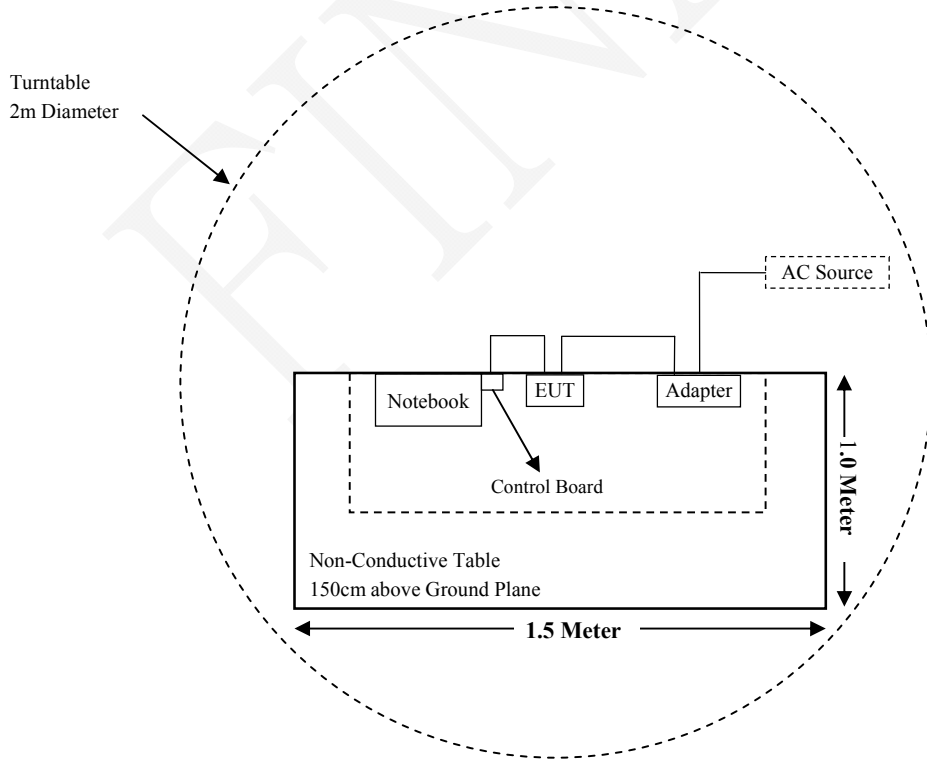 Turntable
2m Diameter
AC Source
Notebook
EUT
Adapter
Control Board
1.0 Meter
Non-Conductive Table
150cm above Ground Plane
1.5 Meter